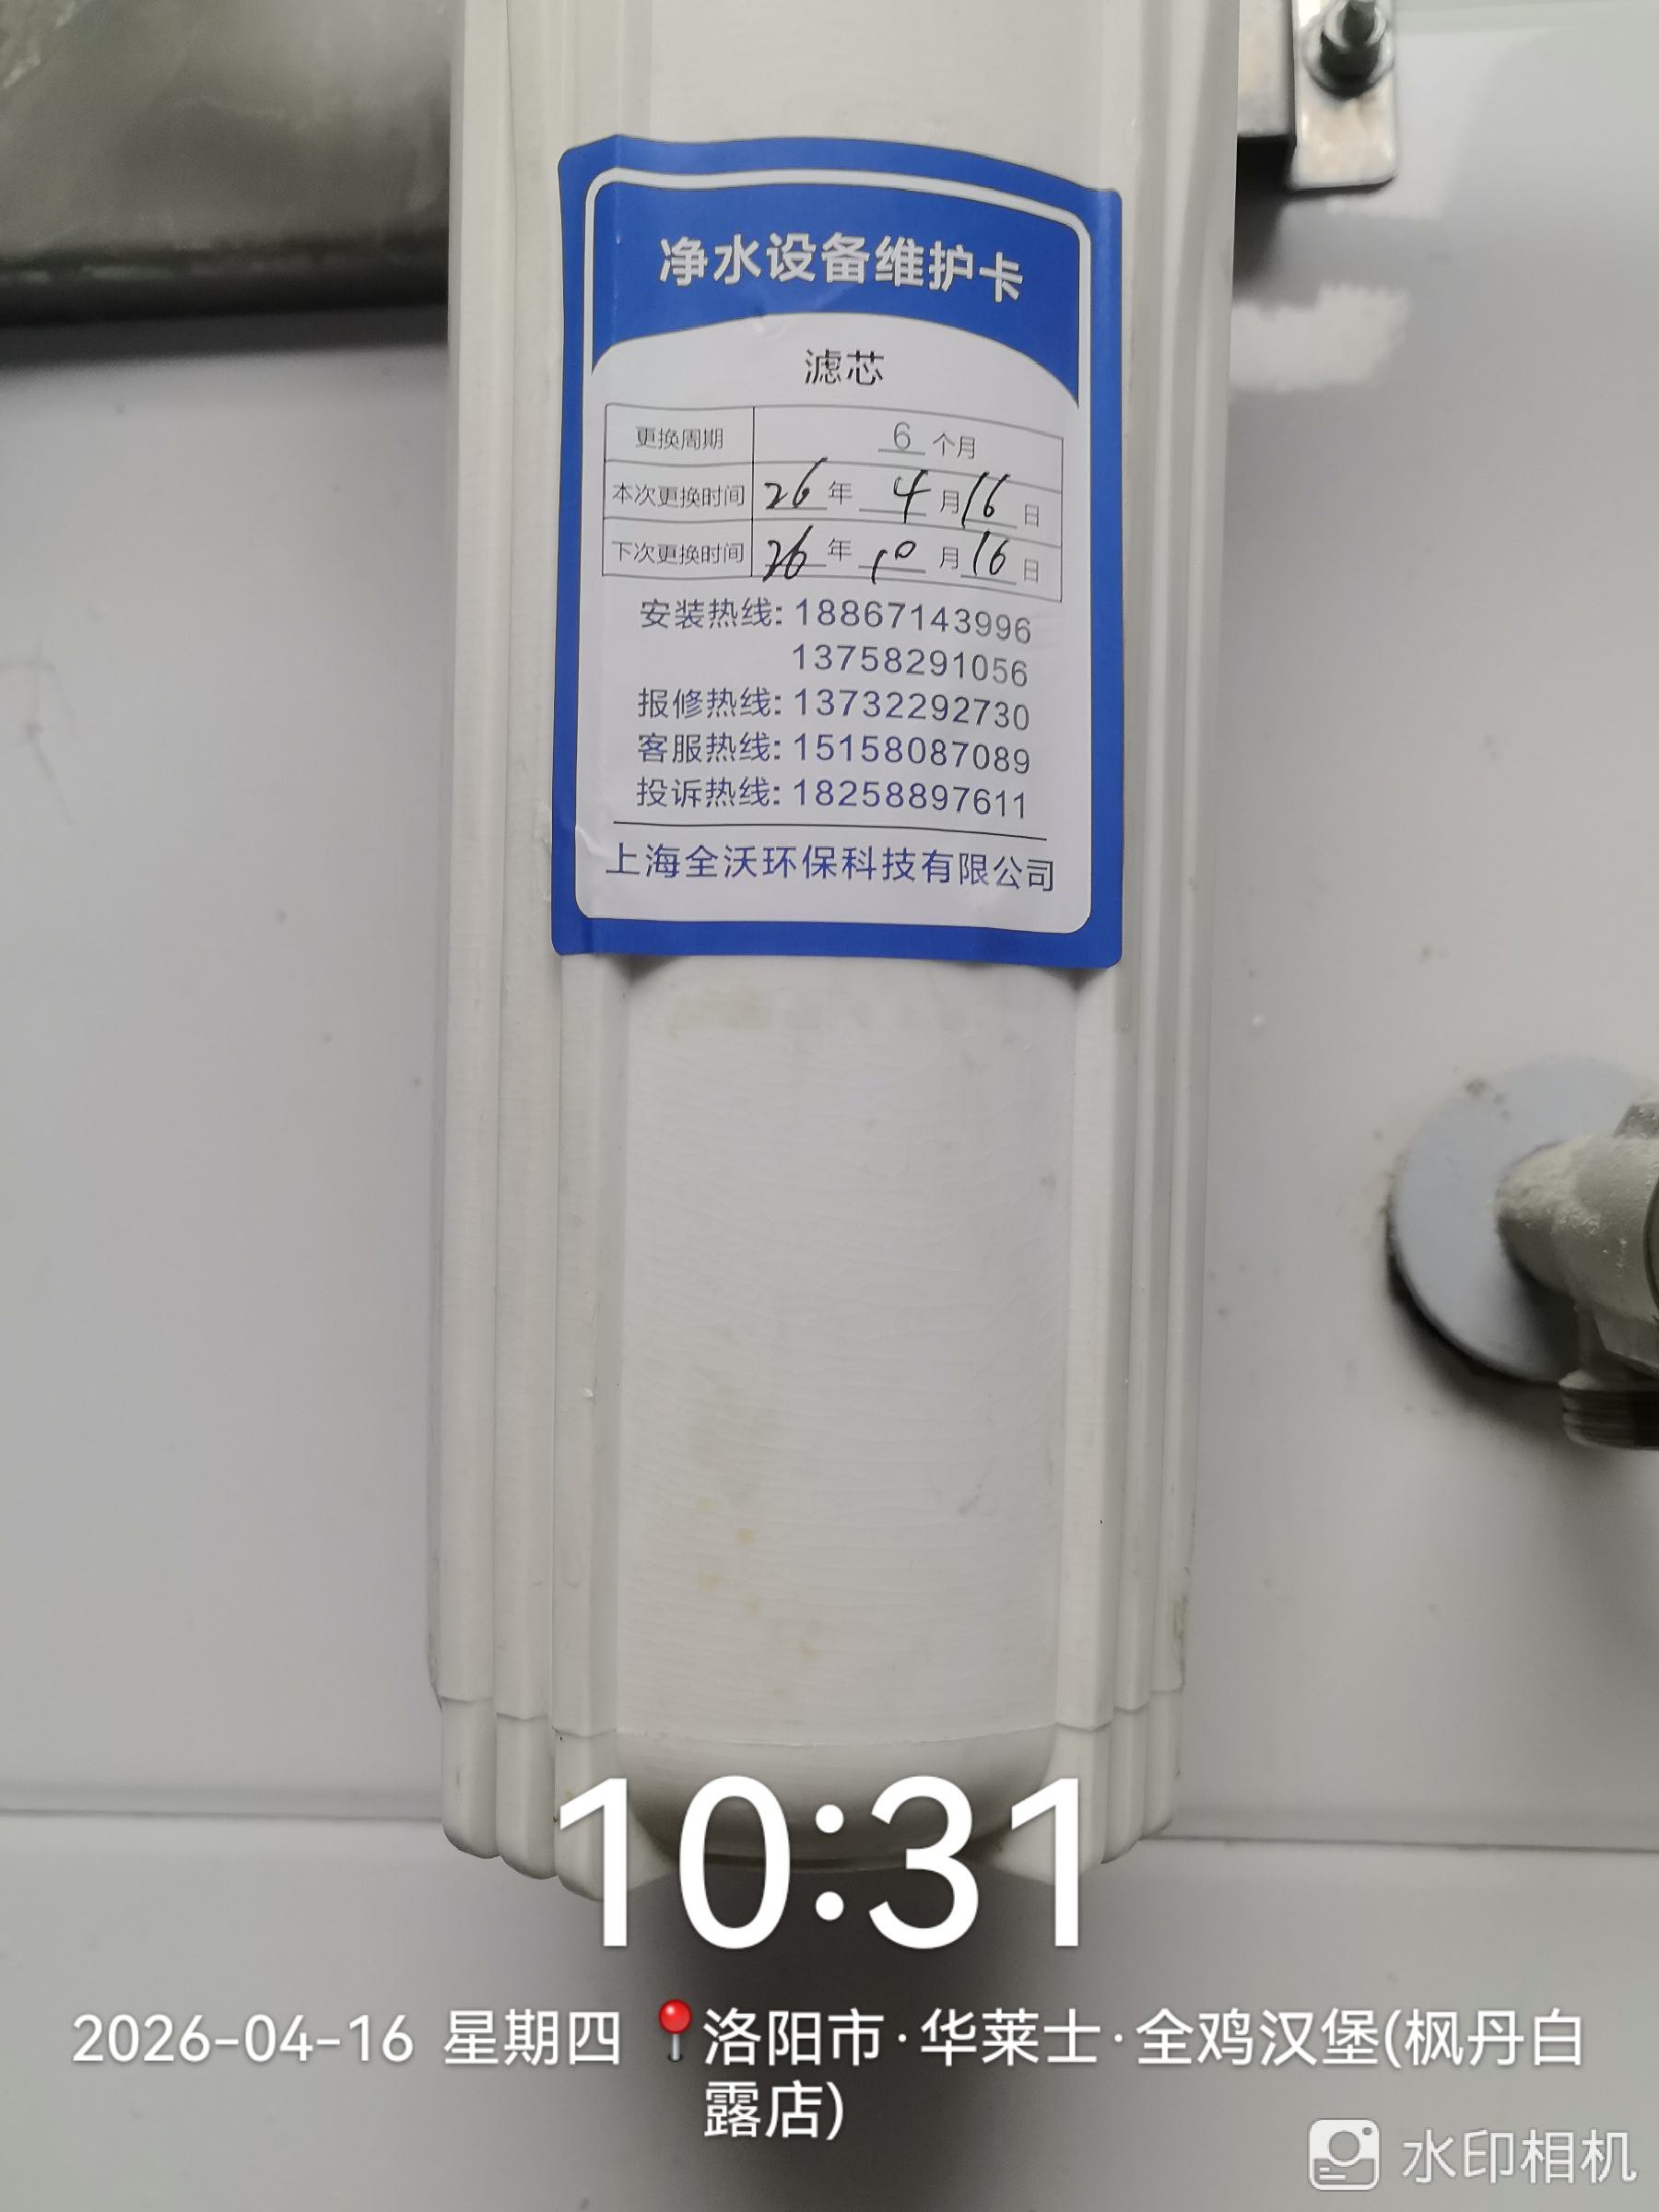 净水设备维护卡
滤芯
更换周期 6 个月
本次更换时间 26 年 4 月 16 日
下次更换时间 26 年 10 月 16 日
安装热线: 18867143996
13758291056
报修热线: 13732292730
客服热线: 15158087089
投诉热线: 18258897611
上海全沃环保科技有限公司
10:31
2026-04-16 星期四 洛阳市·华莱士·全鸡汉堡(枫丹白
露店)
水印相机